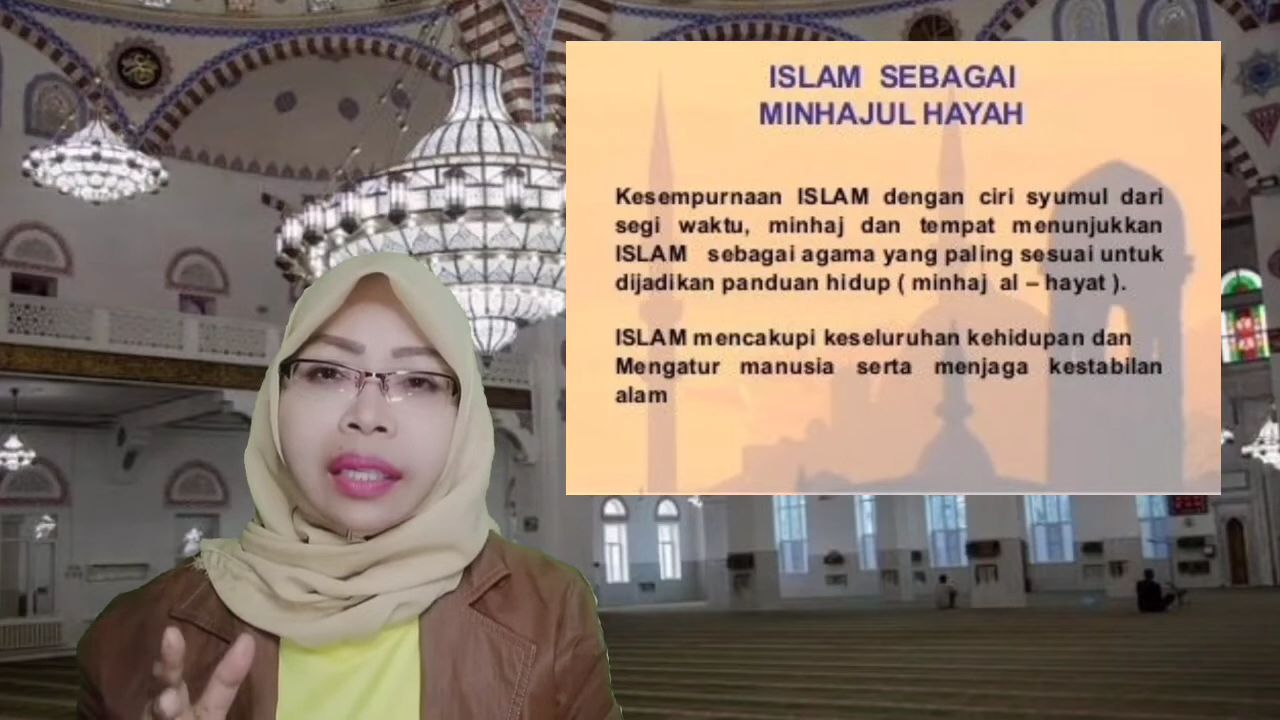 ISLAM SEBAGAI
MINHAJUL HAYAH
Kesempurnaan ISLAM dengan ciri syumul dari
segi waktu, minhaj dan tempat menunjukkan
ISLAM sebagai agama yang paling sesuai untuk
dijadikan panduan hidup ( minhaj al – hayat ).
ISLAM mencakupi keseluruhan kehidupan dan
Mengatur manusia serta menjaga kestabilan
alam